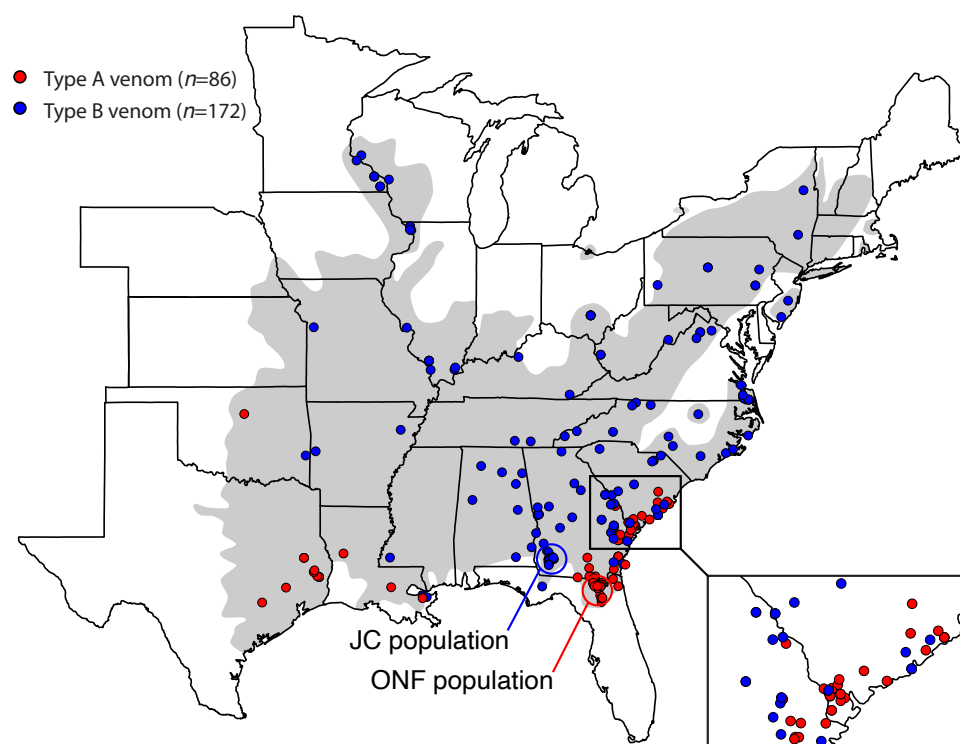 Type A venom (n=86)
Type B venom (n=172)
JC population
ONF population